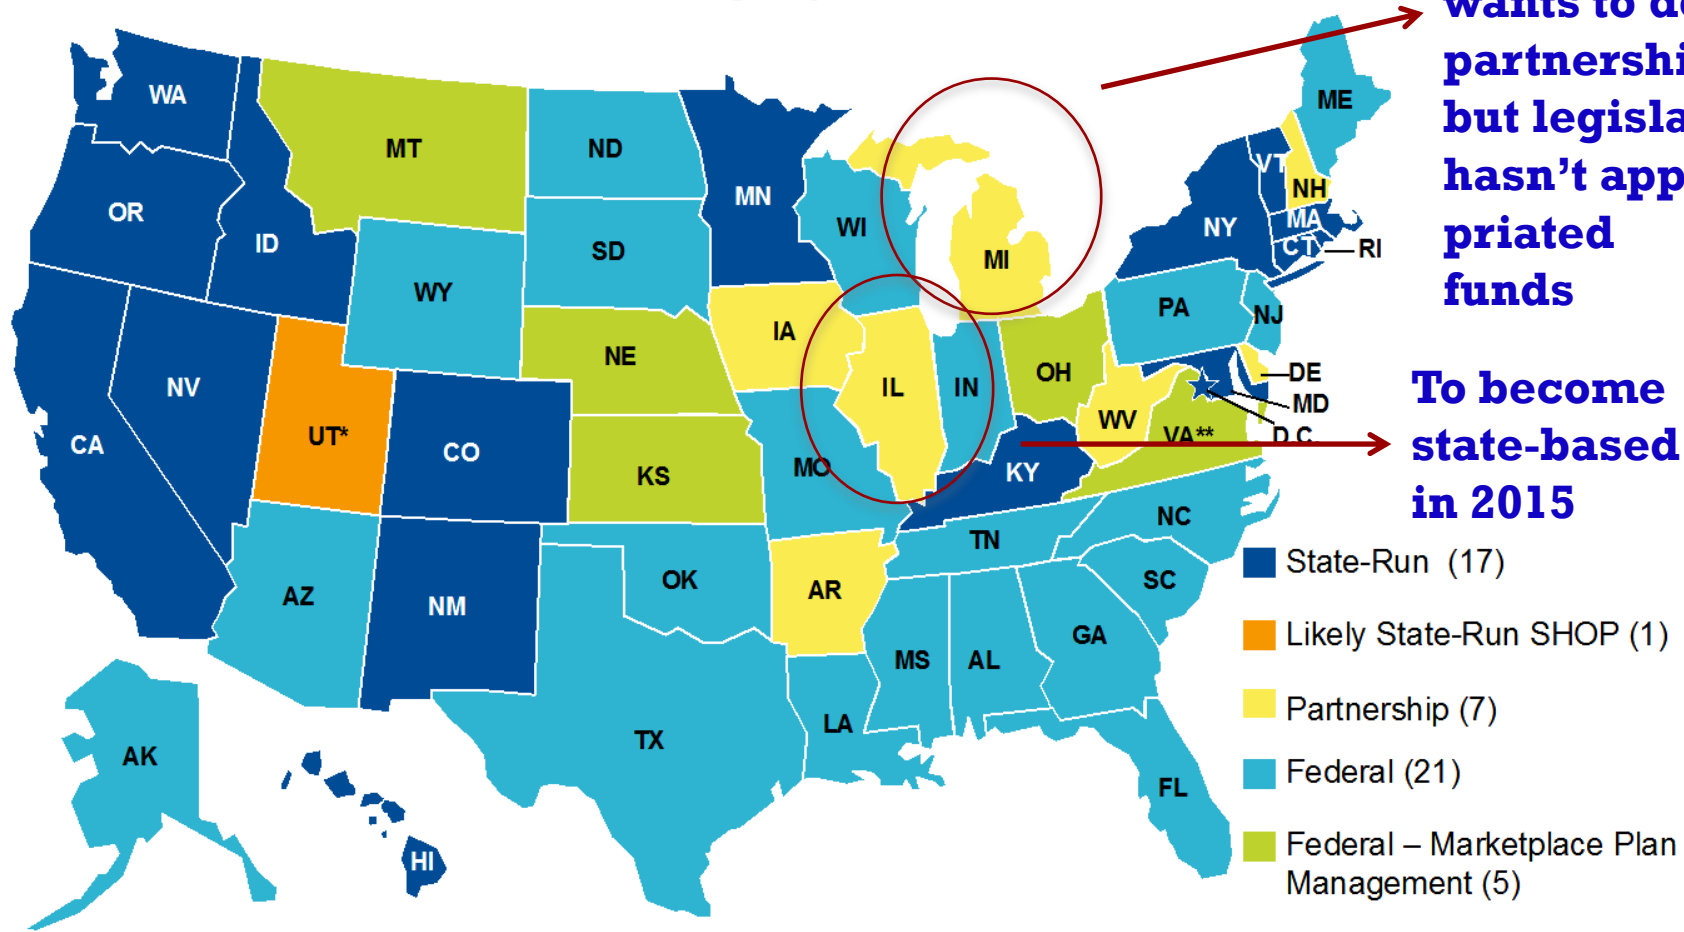 wants to do
partnershi
but legisla
hasn't app
priated
funds
WA
MT
ND
MN
ME
VT
NH
OR
ID
SD
WI
MI
NY
MA
CT
RI
WY
IA
PA
NJ
NV
NE
IL
IN
OH
DE
MD
D.C.
CA
UT*
CO
KS
MO
KY
WV
VA**
To become
state-based
in 2015
AZ
NM
OK
AR
TN
NC
SC
MS
AL
GA
LA
TX
FL
AK
HI
State-Run (17)
Likely State-Run SHOP (1)
Partnership (7)
Federal (21)
Federal – Marketplace Plan
Management (5)